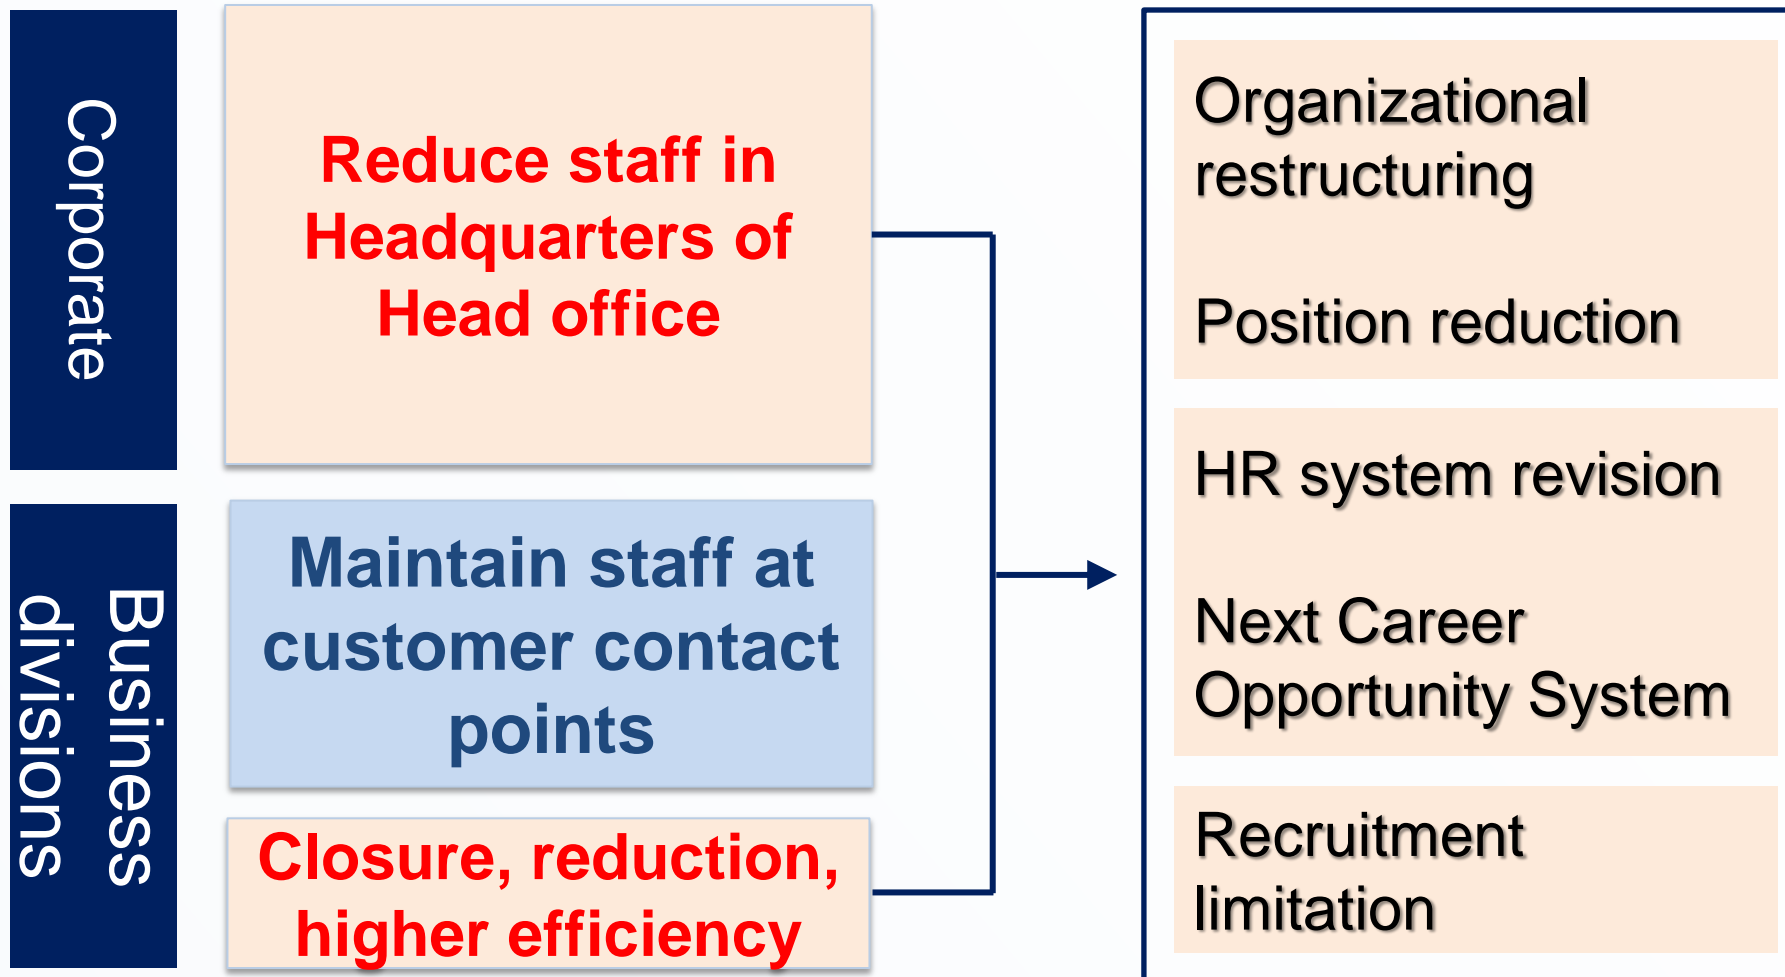 Corporate
Reduce staff in
Headquarters of
Head office
Business
divisions
Maintain staff at
customer contact
points
Closure, reduction,
higher efficiency
Organizational
restructuring
Position reduction
HR system revision
Next Career
Opportunity System
Recruitment
limitation